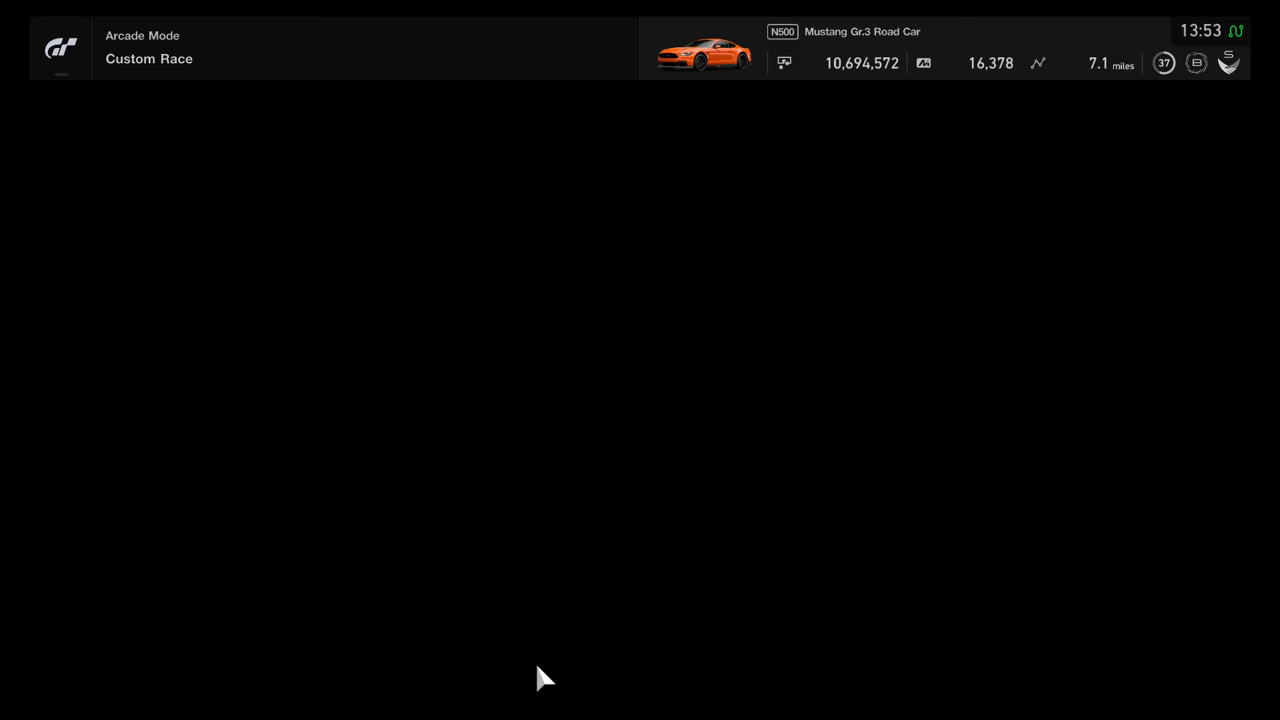 Arcade Mode
Custom Race
N500 Mustang Gr.3 Road Car
10,694,572 16,378 7.1 miles
13:53
37 B S